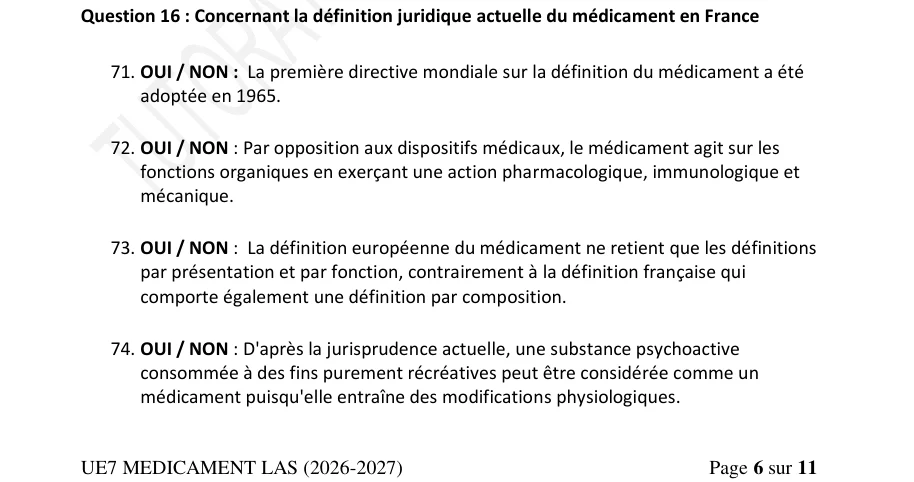 Question 16 : Concernant la définition juridique actuelle du médicament en France
71. OUI / NON : La première directive mondiale sur la définition du médicament a été
adoptée en 1965.
72. OUI / NON : Par opposition aux dispositifs médicaux, le médicament agit sur les
fonctions organiques en exerçant une action pharmacologique, immunologique et
mécanique.
73. OUI / NON : La définition européenne du médicament ne retient que les définitions
par présentation et par fonction, contrairement à la définition française qui
comporte également une définition par composition.
74. OUI / NON : D'après la jurisprudence actuelle, une substance psychoactive
consommée à des fins purement récréatives peut être considérée comme un
médicament puisqu'elle entraîne des modifications physiologiques.
UE7 MEDICAMENT LAS (2026-2027) Page 6 sur 11